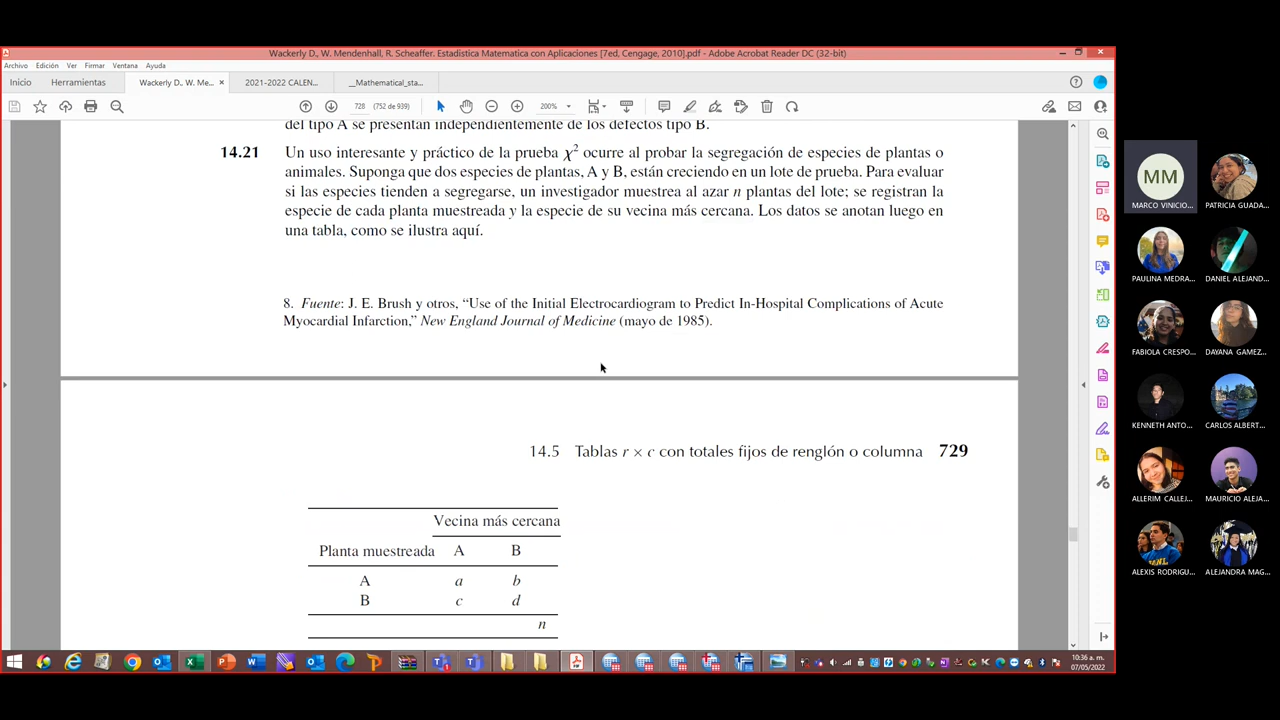 Wackerly D., W. Mendenhall, R. Scheaffer. Estadistica Matematica con Aplicaciones [7ed, Cengage, 2010].pdf - Adobe Acrobat Reader DC (32-bit)
Archivo Edición Ver Firmar Ventana Ayuda
Inicio Herramientas Wackerly D., W. Me... × 2021-2022 CALEN... __Mathematical_sta...
728 (752 de 939) 200%
del tipo A se presentan independientemente de los defectos tipo B.
14.21 Un uso interesante y práctico de la prueba χ² ocurre al probar la segregación de especies de plantas o
animales. Suponga que dos especies de plantas, A y B, están creciendo en un lote de prueba. Para evaluar
si las especies tienden a segregarse, un investigador muestrea al azar n plantas del lote; se registran la
especie de cada planta muestreada y la especie de su vecina más cercana. Los datos se anotan luego en
una tabla, como se ilustra aquí.
8. Fuente: J. E. Brush y otros, “Use of the Initial Electrocardiogram to Predict In-Hospital Complications of Acute
Myocardial Infarction,” New England Journal of Medicine (mayo de 1985).
14.5 Tablas r × c con totales fijos de renglón o columna 729
Vecina más cercana
Planta muestreada A B
A a b
B c d
n
10:36 a. m.
07/05/2022
MM
MARCO VINICIO... PATRICIA GUADA...
PAULINA MEDRA... DANIEL ALEJAND...
FABIOLA CRESPO... DAYANA GAMEZ...
KENNETH ANTO... CARLOS ALBERT...
ALLERIM CALLEJ... MAURICIO ALEJA...
ALEXIS RODRIGU... ALEJANDRA MAG...